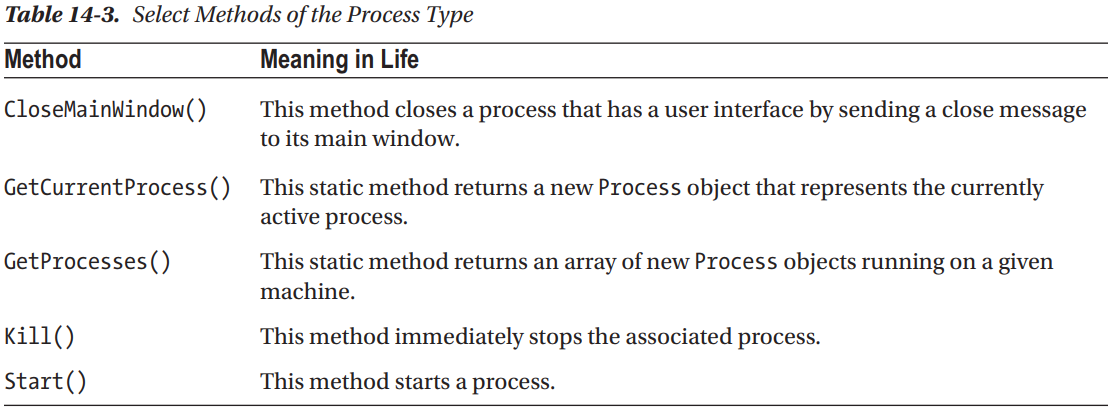 Table 14-3. Select Methods of the Process Type
Method Meaning in Life
CloseMainWindow() This method closes a process that has a user interface by sending a close message
to its main window.
GetCurrentProcess() This static method returns a new Process object that represents the currently
active process.
GetProcesses() This static method returns an array of new Process objects running on a given
machine.
Kill() This method immediately stops the associated process.
Start() This method starts a process.